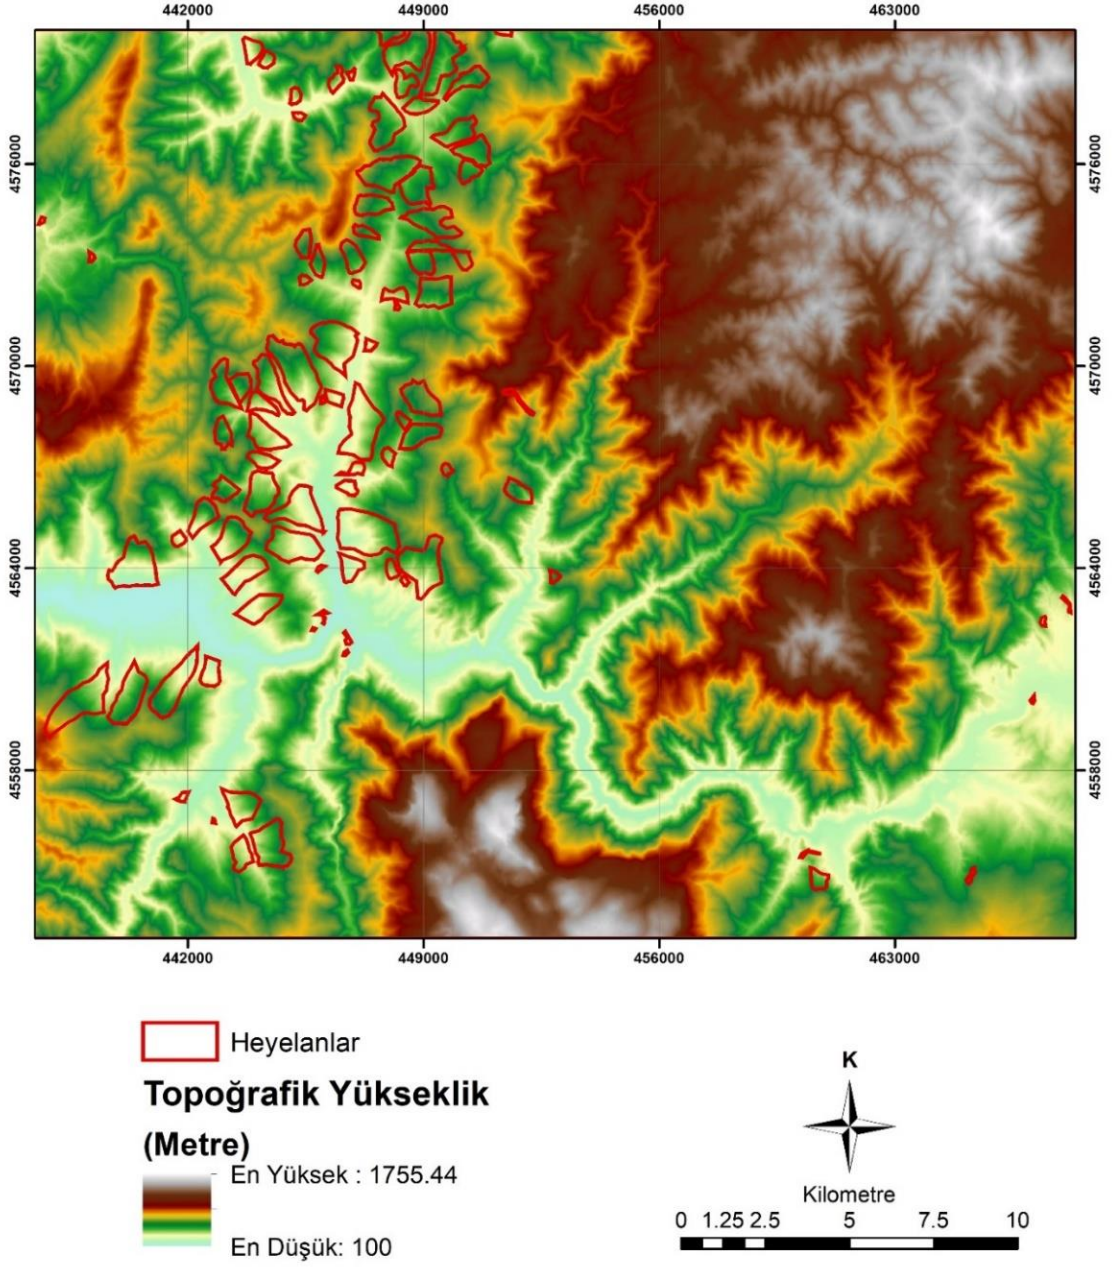 442000 449000 456000 463000
4576000 4576000
4570000 4570000
4564000 4564000
4558000 4558000
442000 449000 456000 463000
Heyelanlar
Topoğrafik Yükseklik
(Metre)
En Yüksek : 1755.44
En Düşük: 100
K
Kilometre
0 1.25 2.5 5 7.5 10